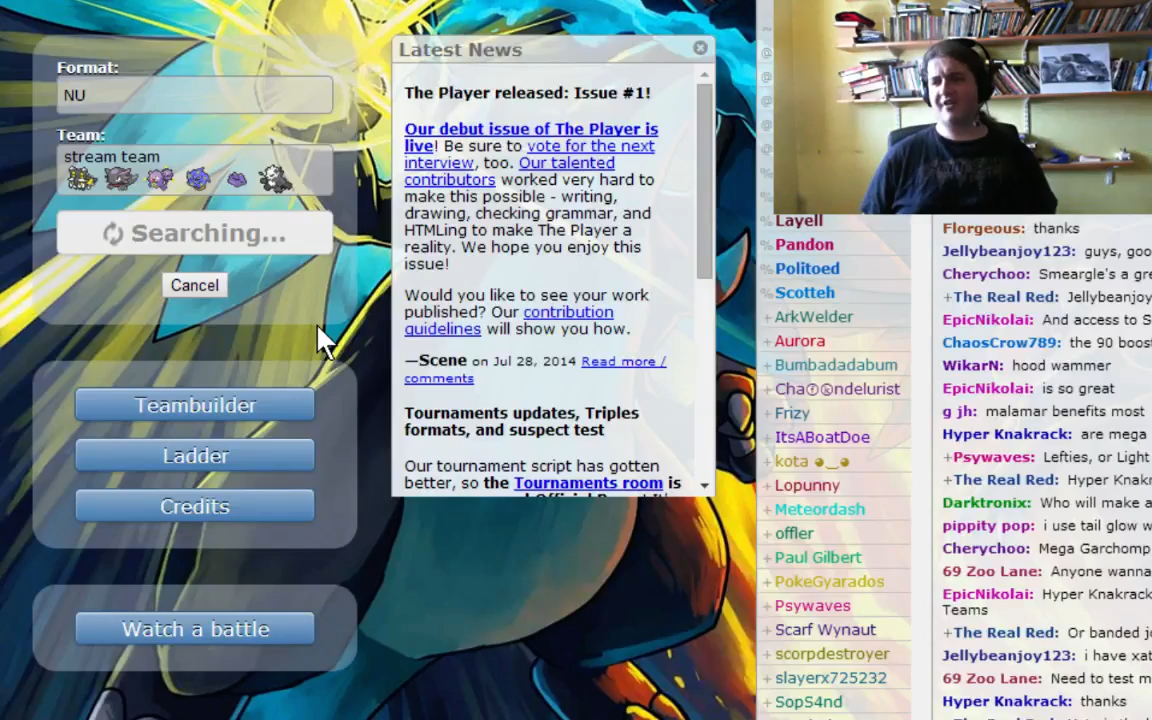 Format:
NU
Team:
stream team
Searching...
Cancel
Teambuilder
Ladder
Credits
Watch a battle
Latest News
The Player released: Issue #1!
Our debut issue of The Player is
live! Be sure to vote for the next
interview, too. Our talented
contributors worked very hard to
make this possible - writing,
drawing, checking grammar, and
HTMLing to make The Player a
reality. We hope you enjoy this
issue!
Would you like to see your work
published? Our contribution
guidelines will show you how.
—Scene on Jul 28, 2014 Read more /
comments
Tournaments updates, Triples
formats, and suspect test
Our tournament script has gotten
better, so the Tournaments room is
Layell
Pandon
%Politoed
%Scotteh
+ArkWelder
+Aurora
+Bumbadadabum
+Chaⓕⓧndelurist
+Frizy
+ItsABoatDoe
+kota ◕‿◕
+Lopunny
+Meteordash
+offler
+Paul Gilbert
+PokeGyarados
+Psywaves
+Scarf Wynaut
+scorpdestroyer
+slayerx725232
+SopS4nd
Florgeous: thanks
Jellybeanjoy123: guys, goo
Cherychoo: Smeargle's a gre
+The Real Red: Jellybeanjoy
EpicNikolai: And access to S
ChaosCrow789: the 90 boost
WikarN: hood wammer
EpicNikolai: is so great
g jh: malamar benefits most
Hyper Knakrack: are mega
+Psywaves: Lefties, or Light
+The Real Red: Hyper Knakr
Darktronix: Who will make a
pippity pop: i use tail glow w
Cherychoo: Mega Garchomp
69 Zoo Lane: Anyone wanna
EpicNikolai: Hyper Knakrack
Teams
+The Real Red: Or banded jo
Jellybeanjoy123: i have xat
69 Zoo Lane: Need to test m
Hyper Knakrack: thanks